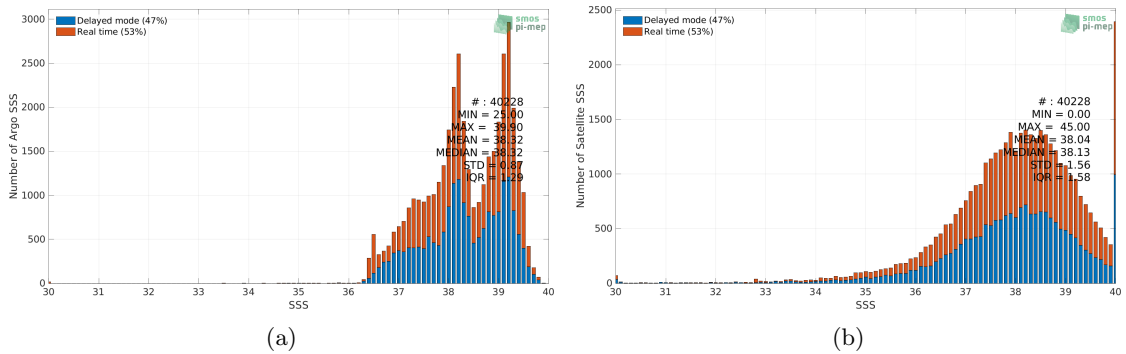 Delayed mode (47%)
Real time (53%)
smos
pi-mep
# : 40228
MIN = 25.00
MAX = 39.90
MEAN = 38.32
MEDIAN = 38.32
STD = 0.87
IQR = 1.29
Number of Argo SSS
3000
2500
2000
1500
1000
500
0
30 31 32 33 34 35 36 37 38 39 40
SSS
(a)
Delayed mode (47%)
Real time (53%)
smos
pi-mep
# : 40228
MIN = 0.00
MAX = 45.00
MEAN = 38.04
MEDIAN = 38.13
STD = 1.56
IQR = 1.58
Number of Satellite SSS
2500
2000
1500
1000
500
0
30 31 32 33 34 35 36 37 38 39 40
SSS
(b)